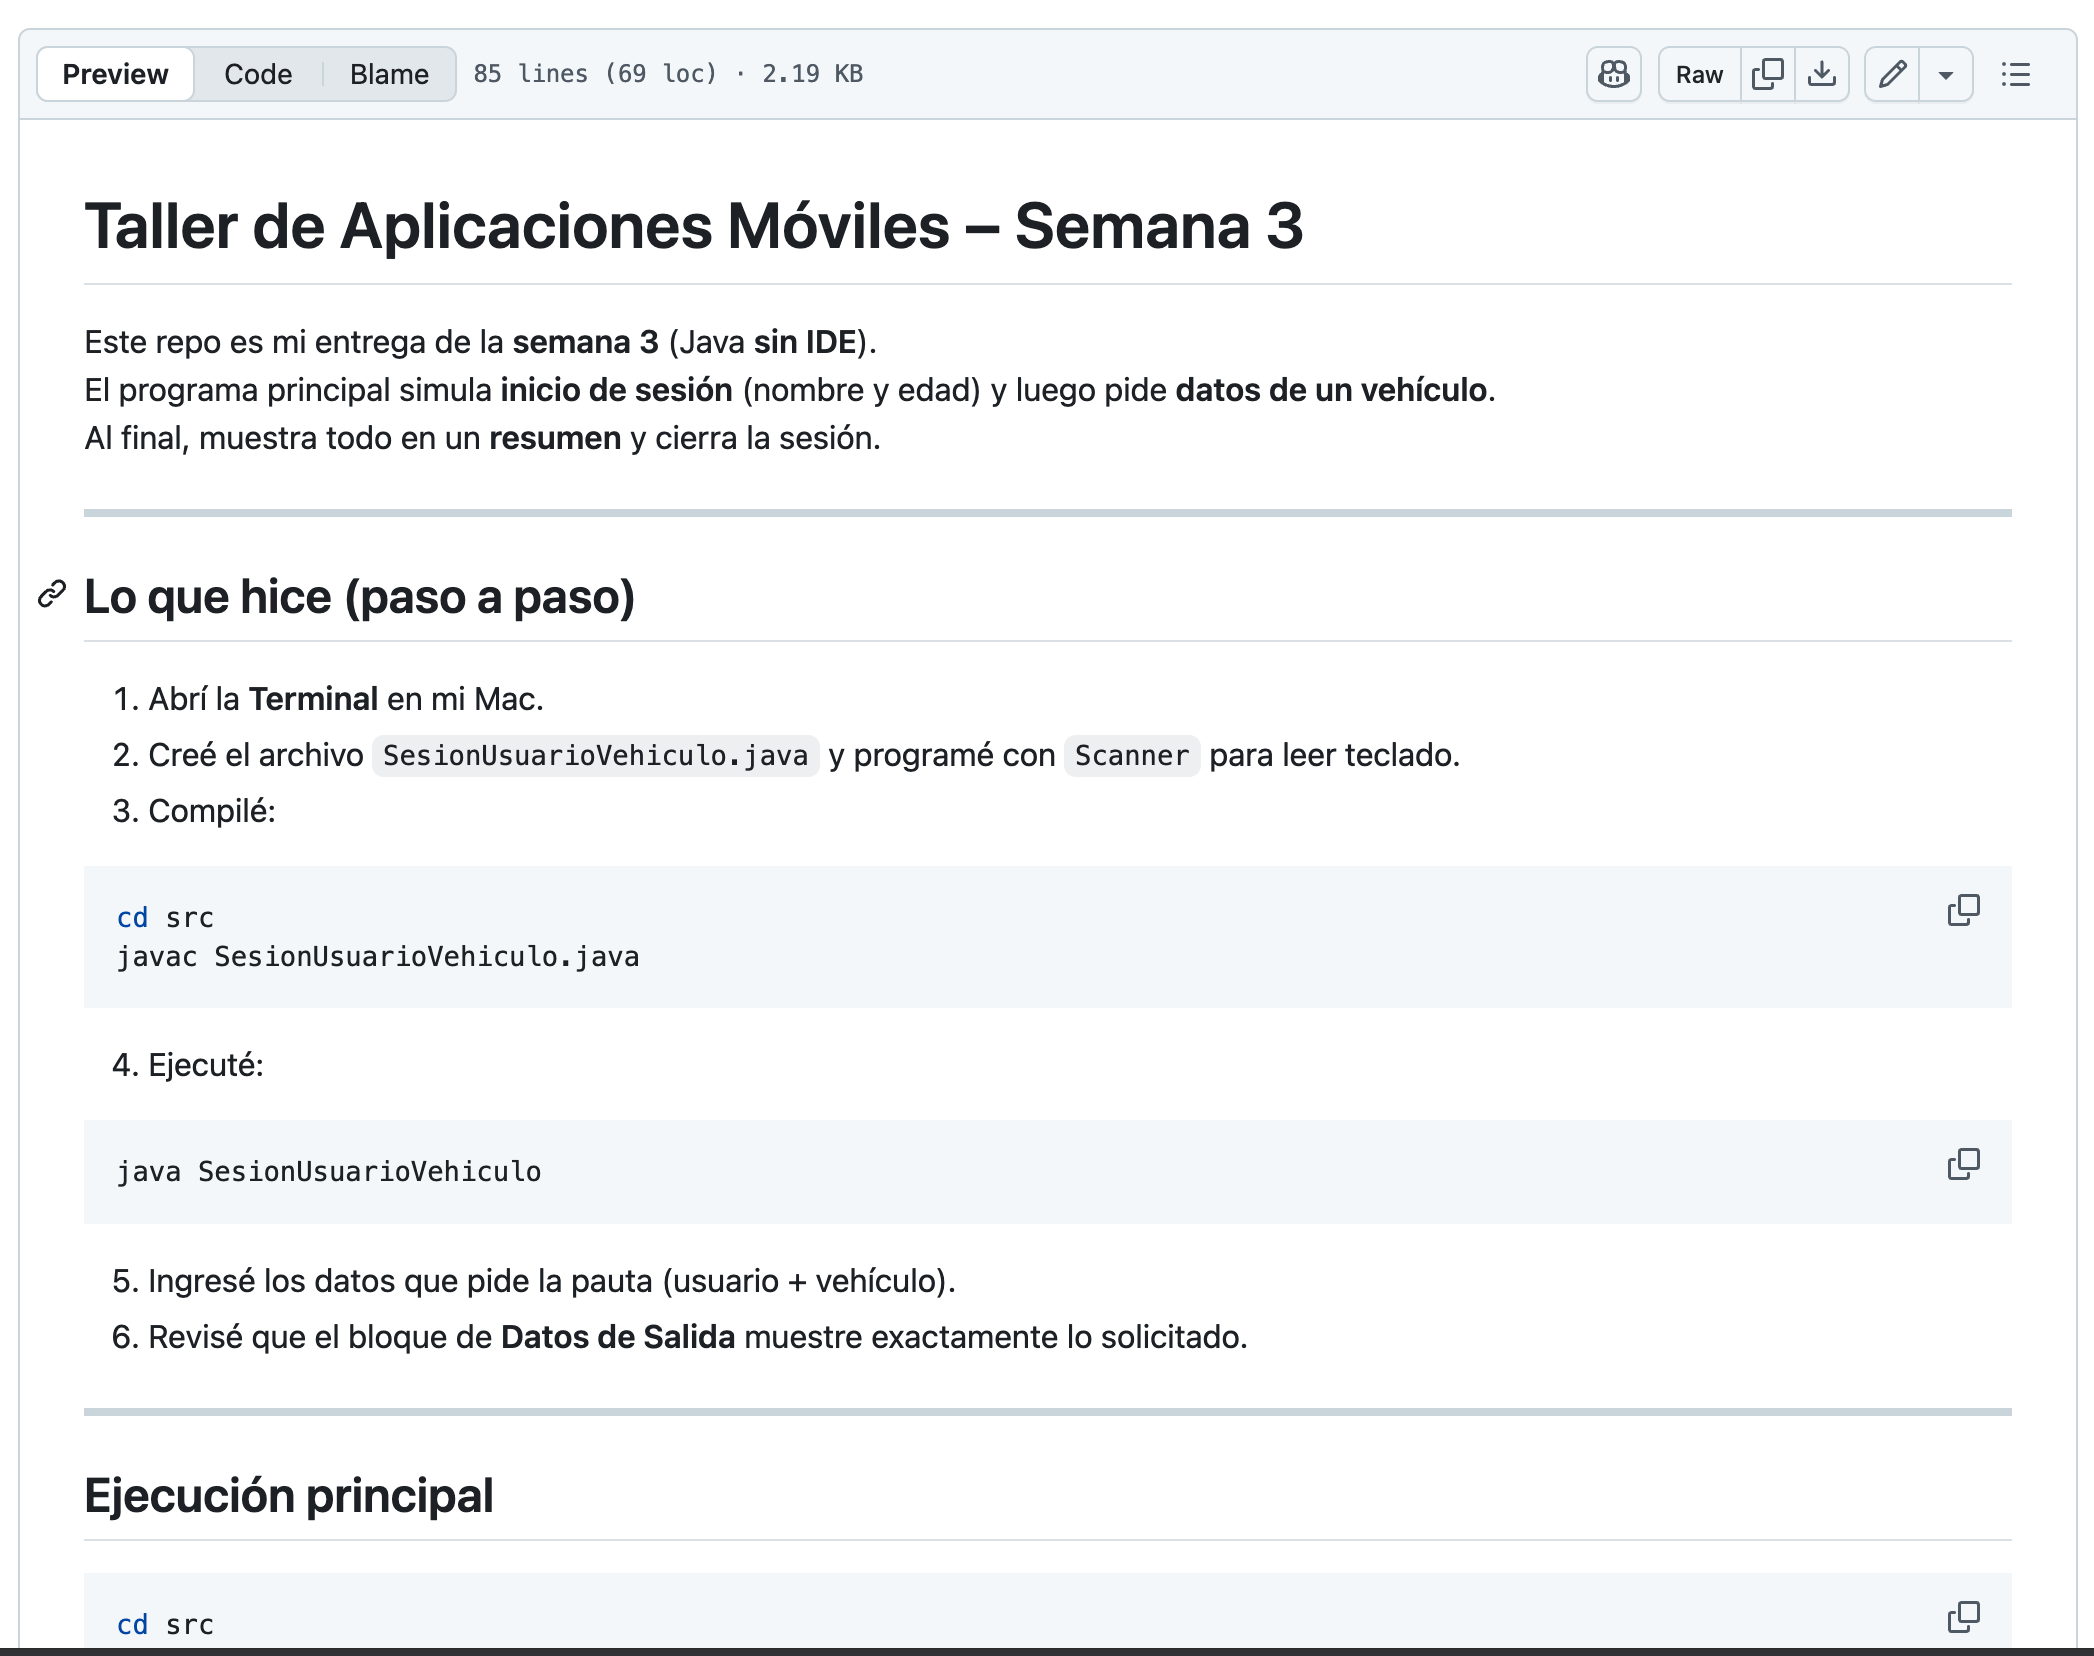 Preview Code Blame 85 lines (69 loc) · 2.19 KB Raw
Taller de Aplicaciones Móviles – Semana 3
Este repo es mi entrega de la semana 3 (Java sin IDE).
El programa principal simula inicio de sesión (nombre y edad) y luego pide datos de un vehículo.
Al final, muestra todo en un resumen y cierra la sesión.
Lo que hice (paso a paso)
1. Abrí la Terminal en mi Mac.
2. Creé el archivo SesionUsuarioVehiculo.java y programé con Scanner para leer teclado.
3. Compilé:
cd src
javac SesionUsuarioVehiculo.java
4. Ejecuté:
java SesionUsuarioVehiculo
5. Ingresé los datos que pide la pauta (usuario + vehículo).
6. Revisé que el bloque de Datos de Salida muestre exactamente lo solicitado.
Ejecución principal
cd src